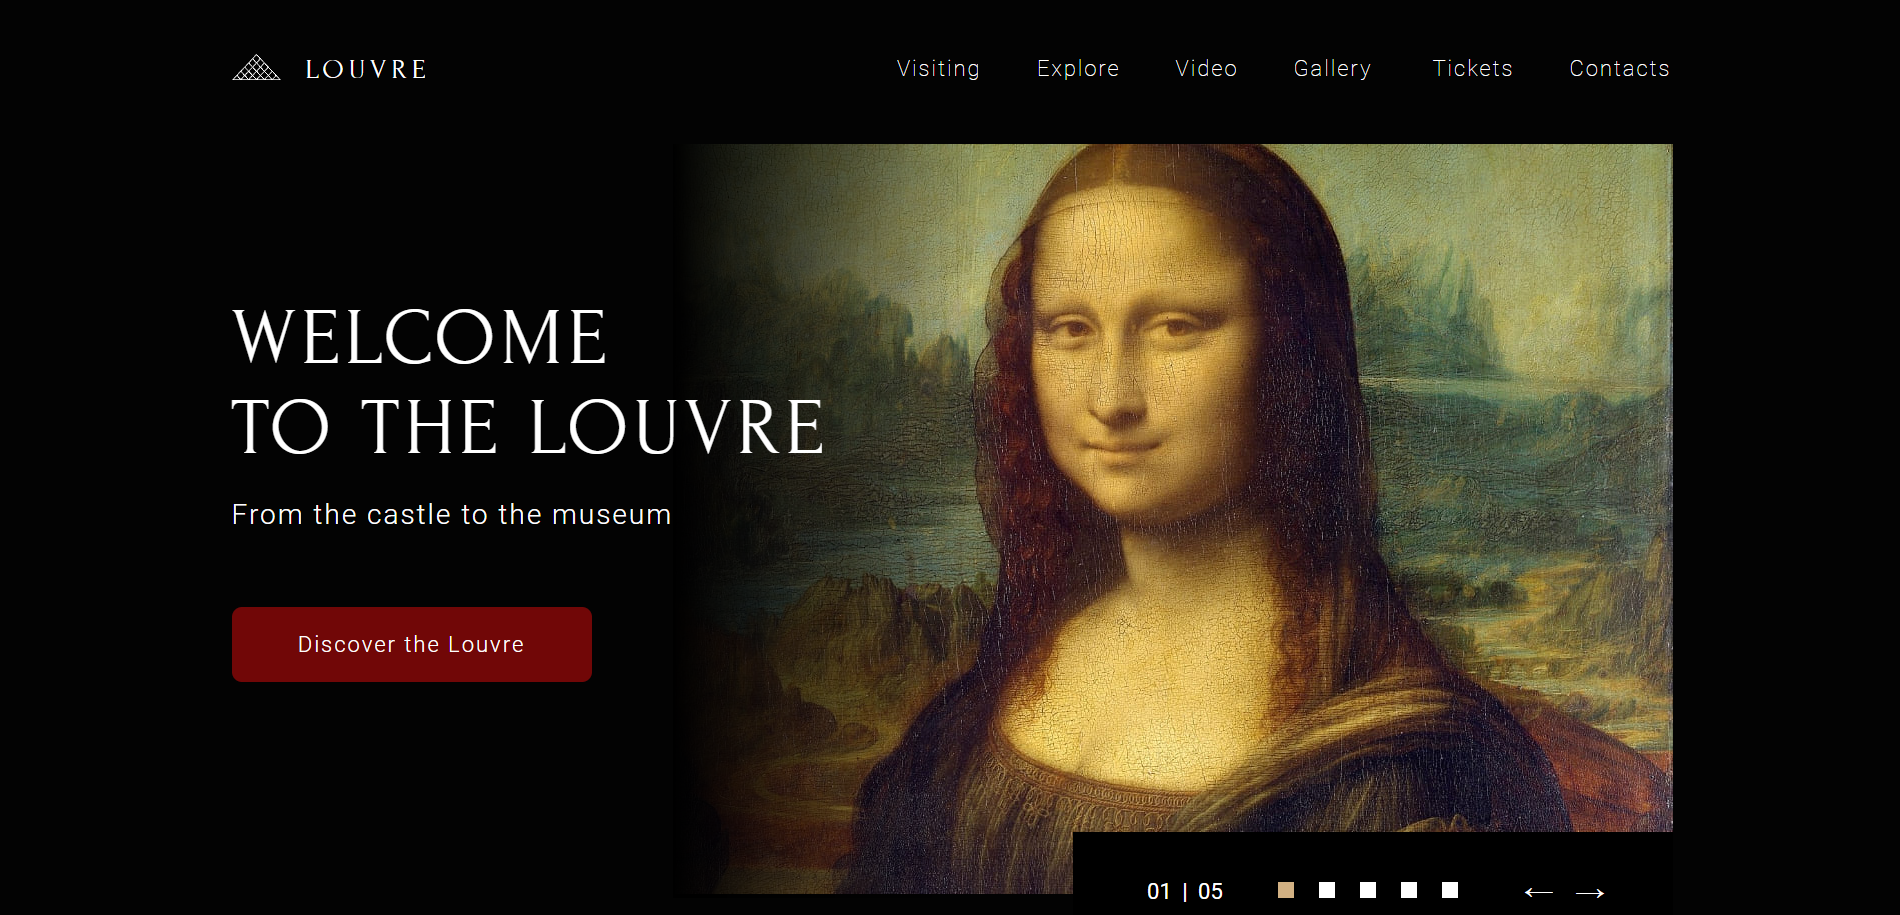 LOUVRE
Visiting Explore Video Gallery Tickets Contacts
WELCOME
TO THE LOUVRE
From the castle to the museum
Discover the Louvre
01 | 05